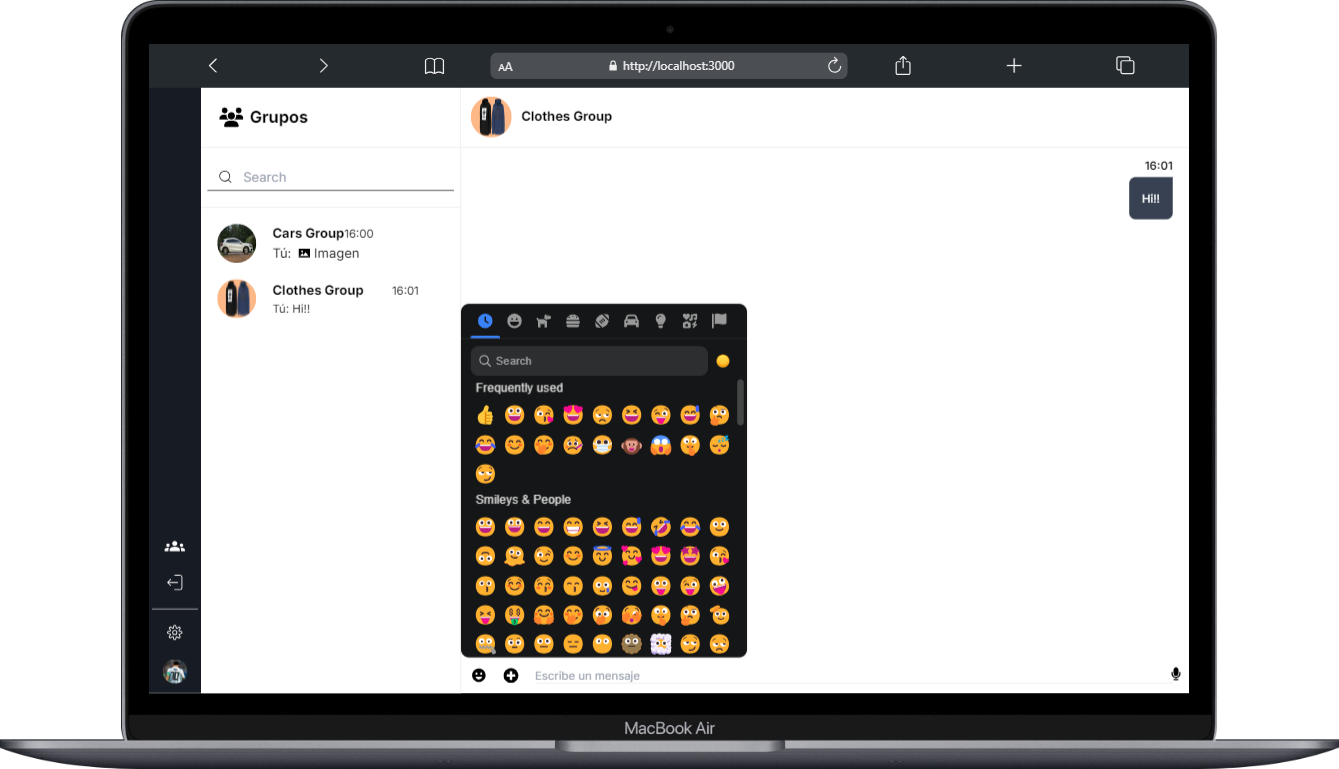 AA http://localhost:3000
Grupos
Search
Cars Group 16:00
Tú: Imagen
Clothes Group 16:01
Tú: Hi!!
Clothes Group
16:01
Hi!!
Search
Frequently used
Smileys & People
Escribe un mensaje
MacBook Air